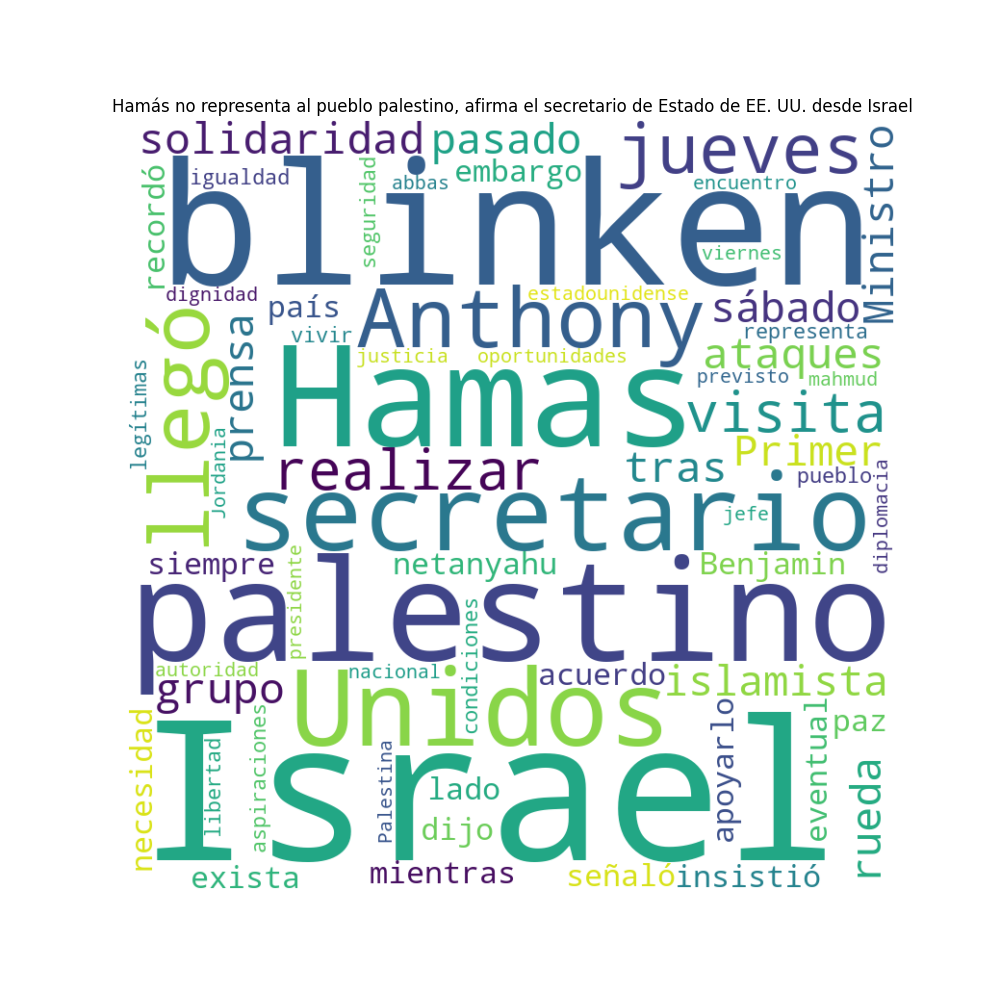 Hamás no representa al pueblo palestino, afirma el secretario de Estado de EE. UU. desde Israel
solidaridad
pasado
jueves
Ministro
recordó
igualdad
seguridad
abbas
embargo
encuentro
blinken
viernes
dignidad
país
estadounidense
sábado
llegó
prensa
vivir
Anthony
representa
justicia
oportunidades
ataques
legítimas
Jordania
Hamas
previsto
mahmud
visita
realizar
tras
Primer
pueblo
diplomacia
secretario
jefe
siempre
presidente
netanyahu
Benjamin
palestino
condiciones
autoridad
nacional
acuerdo
islamista
grupo
Unidos
necesidad
libertad
aspiraciones
Palestina
apoyarlo
eventual
paz
rueda
Israel
lado
dijo
exista
mientras
señaló
insistió